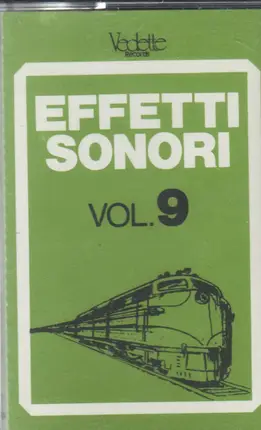 Vedette
Records
EFFETTI
SONORI
VOL. 9